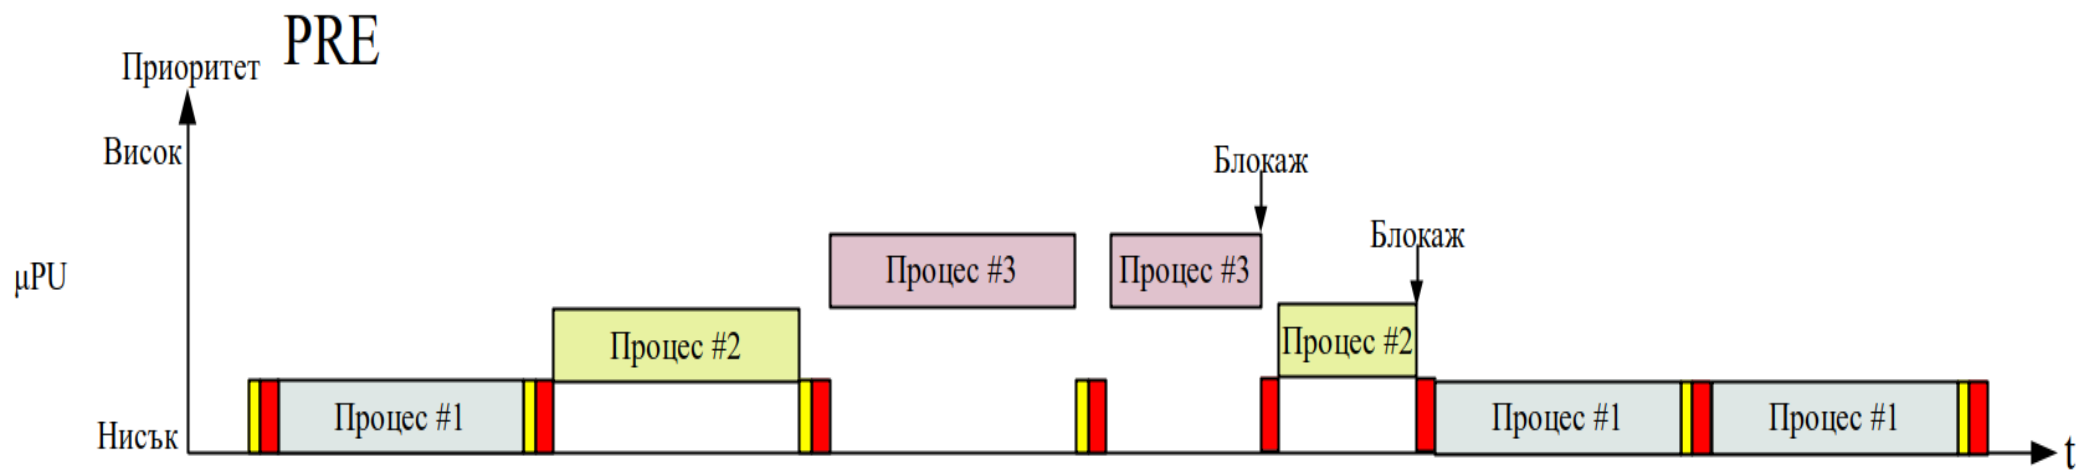 PRE
Приоритет
Висок
Блокаж
Блокаж
μPU
Процес #3
Процес #3
Процес #2
Процес #2
Процес #1
Процес #1
Процес #1
Нисък
t